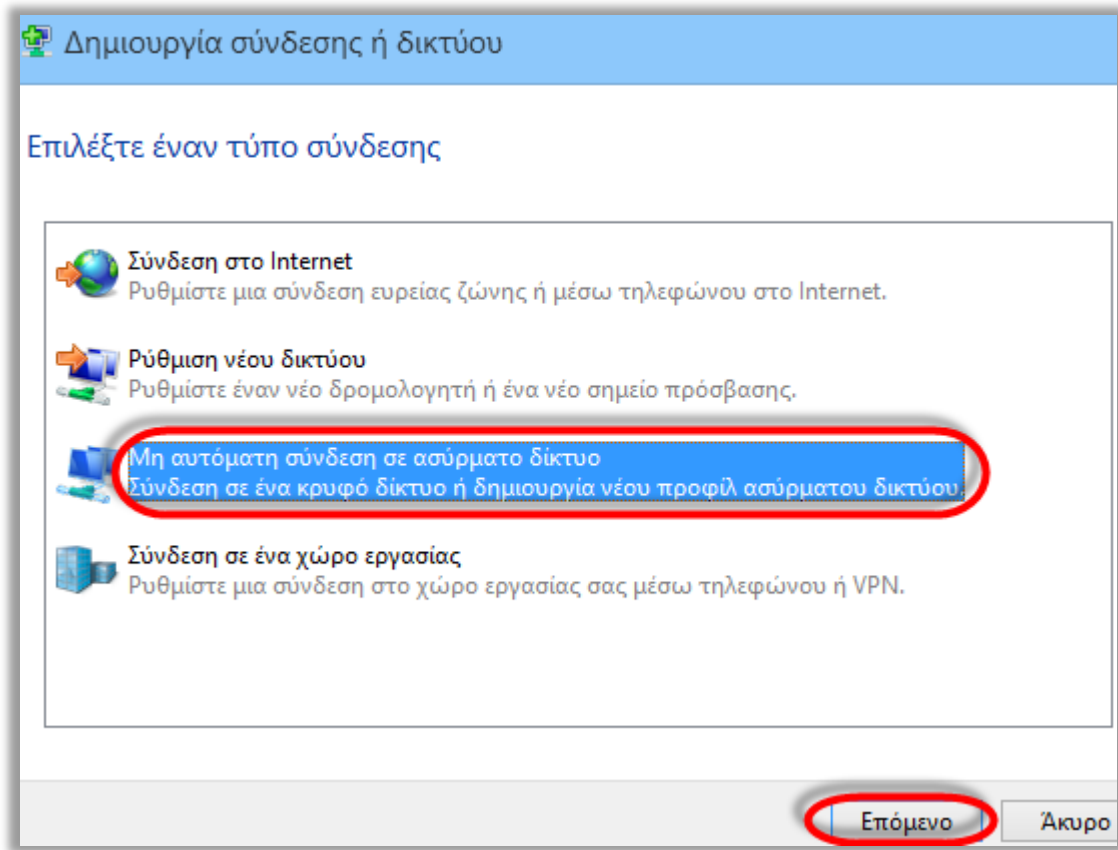 Δημιουργία σύνδεσης ή δικτύου
Επιλέξτε έναν τύπο σύνδεσης
Σύνδεση στο Internet
Ρυθμίστε μια σύνδεση ευρείας ζώνης ή μέσω τηλεφώνου στο Internet.
Ρύθμιση νέου δικτύου
Ρυθμίστε έναν νέο δρομολογητή ή ένα νέο σημείο πρόσβασης.
Μη αυτόματη σύνδεση σε ασύρματο δίκτυο
Σύνδεση σε ένα κρυφό δίκτυο ή δημιουργία νέου προφίλ ασύρματου δικτύου.
Σύνδεση σε ένα χώρο εργασίας
Ρυθμίστε μια σύνδεση στο χώρο εργασίας σας μέσω τηλεφώνου ή VPN.
Επόμενο
Άκυρο